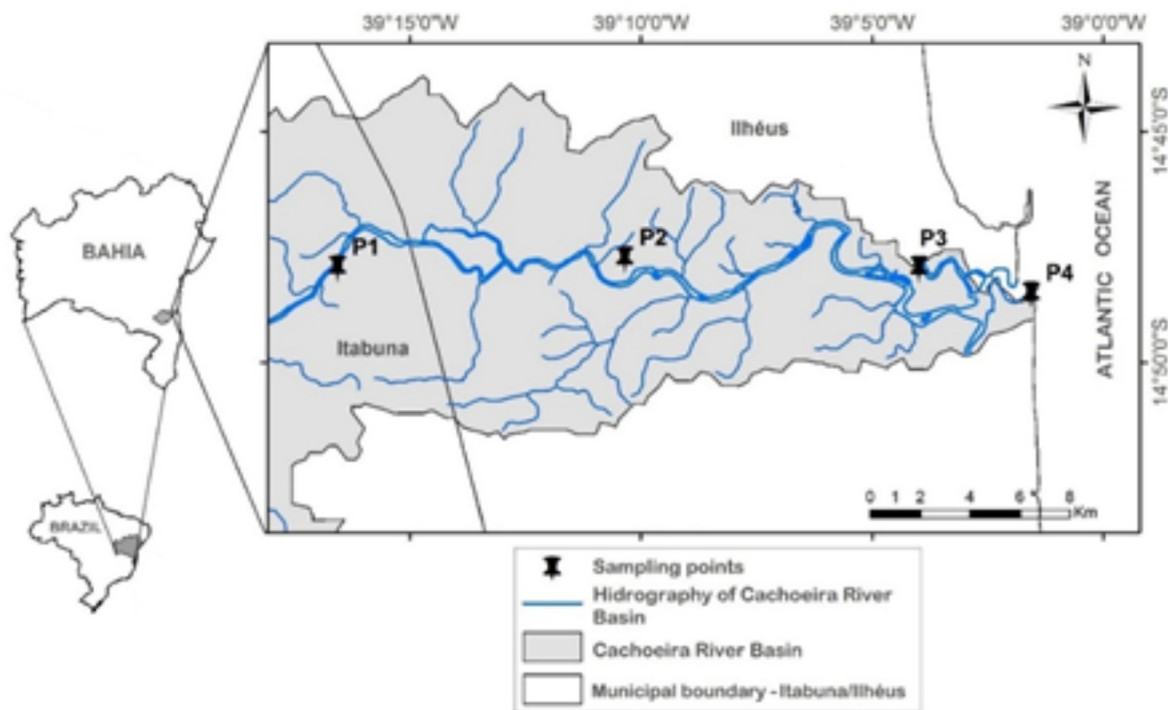 39°15'0"W
39°10'0"W
39°5'0"W
39°0'0"W
N
Ilhéus
14°45'0"S
BAHIA
P1
P2
P3
P4
ATLANTIC OCEAN
Itabuna
14°50'0"S
0 1 2 4 6 8
Km
BRAZIL
Sampling points
Hidrography of Cachoeira River
Basin
Cachoeira River Basin
Municipal boundary - Itabuna/Ilhéus